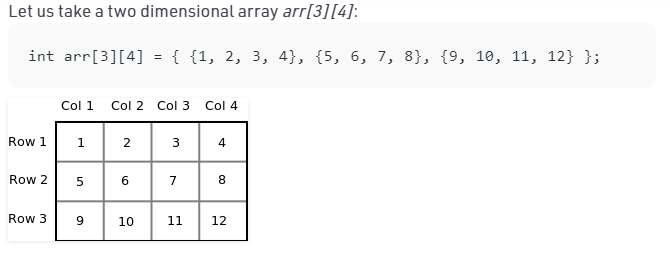 Let us take a two dimensional array arr[3][4]:
int arr[3][4] = { {1, 2, 3, 4}, {5, 6, 7, 8}, {9, 10, 11, 12} };
Col 1 Col 2 Col 3 Col 4
Row 1 1 2 3 4
Row 2 5 6 7 8
Row 3 9 10 11 12